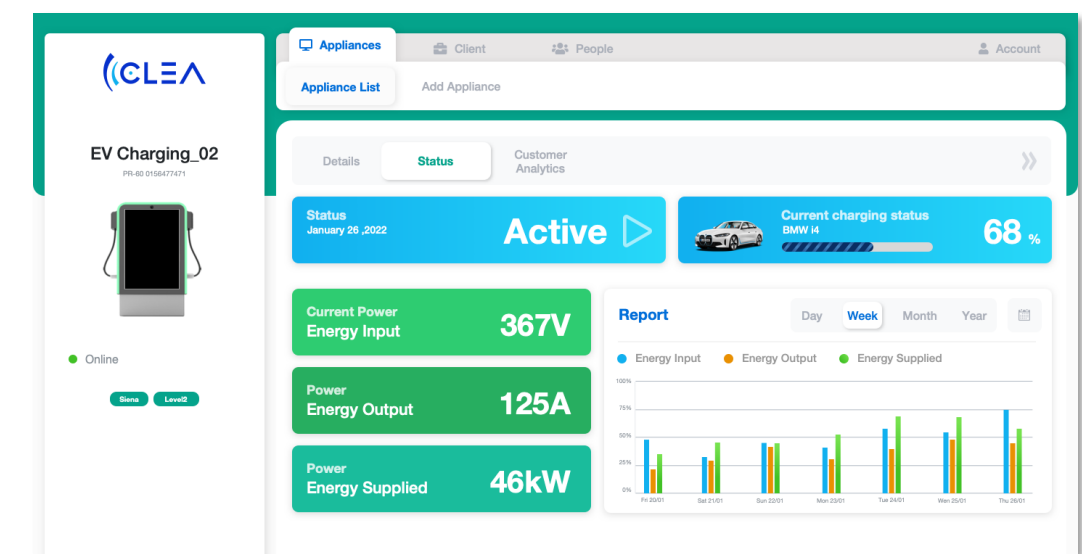 CLEA
EV Charging_02
PR-60 0156477471
Online
Siena Level2
Appliances Client People Account
Appliance List Add Appliance
Details Status Customer
Analytics
Status
January 26 ,2022
Active
Current charging status
BMW i4
68 %
Current Power
Energy Input
367V
Power
Energy Output
125A
Power
Energy Supplied
46kW
Report
Day Week Month Year
Energy Input Energy Output Energy Supplied
100%
75%
50%
25%
0%
Fri 20/01 Sat 21/01 Sun 22/01 Mon 23/01 Tue 24/01 Wen 25/01 Thu 26/01